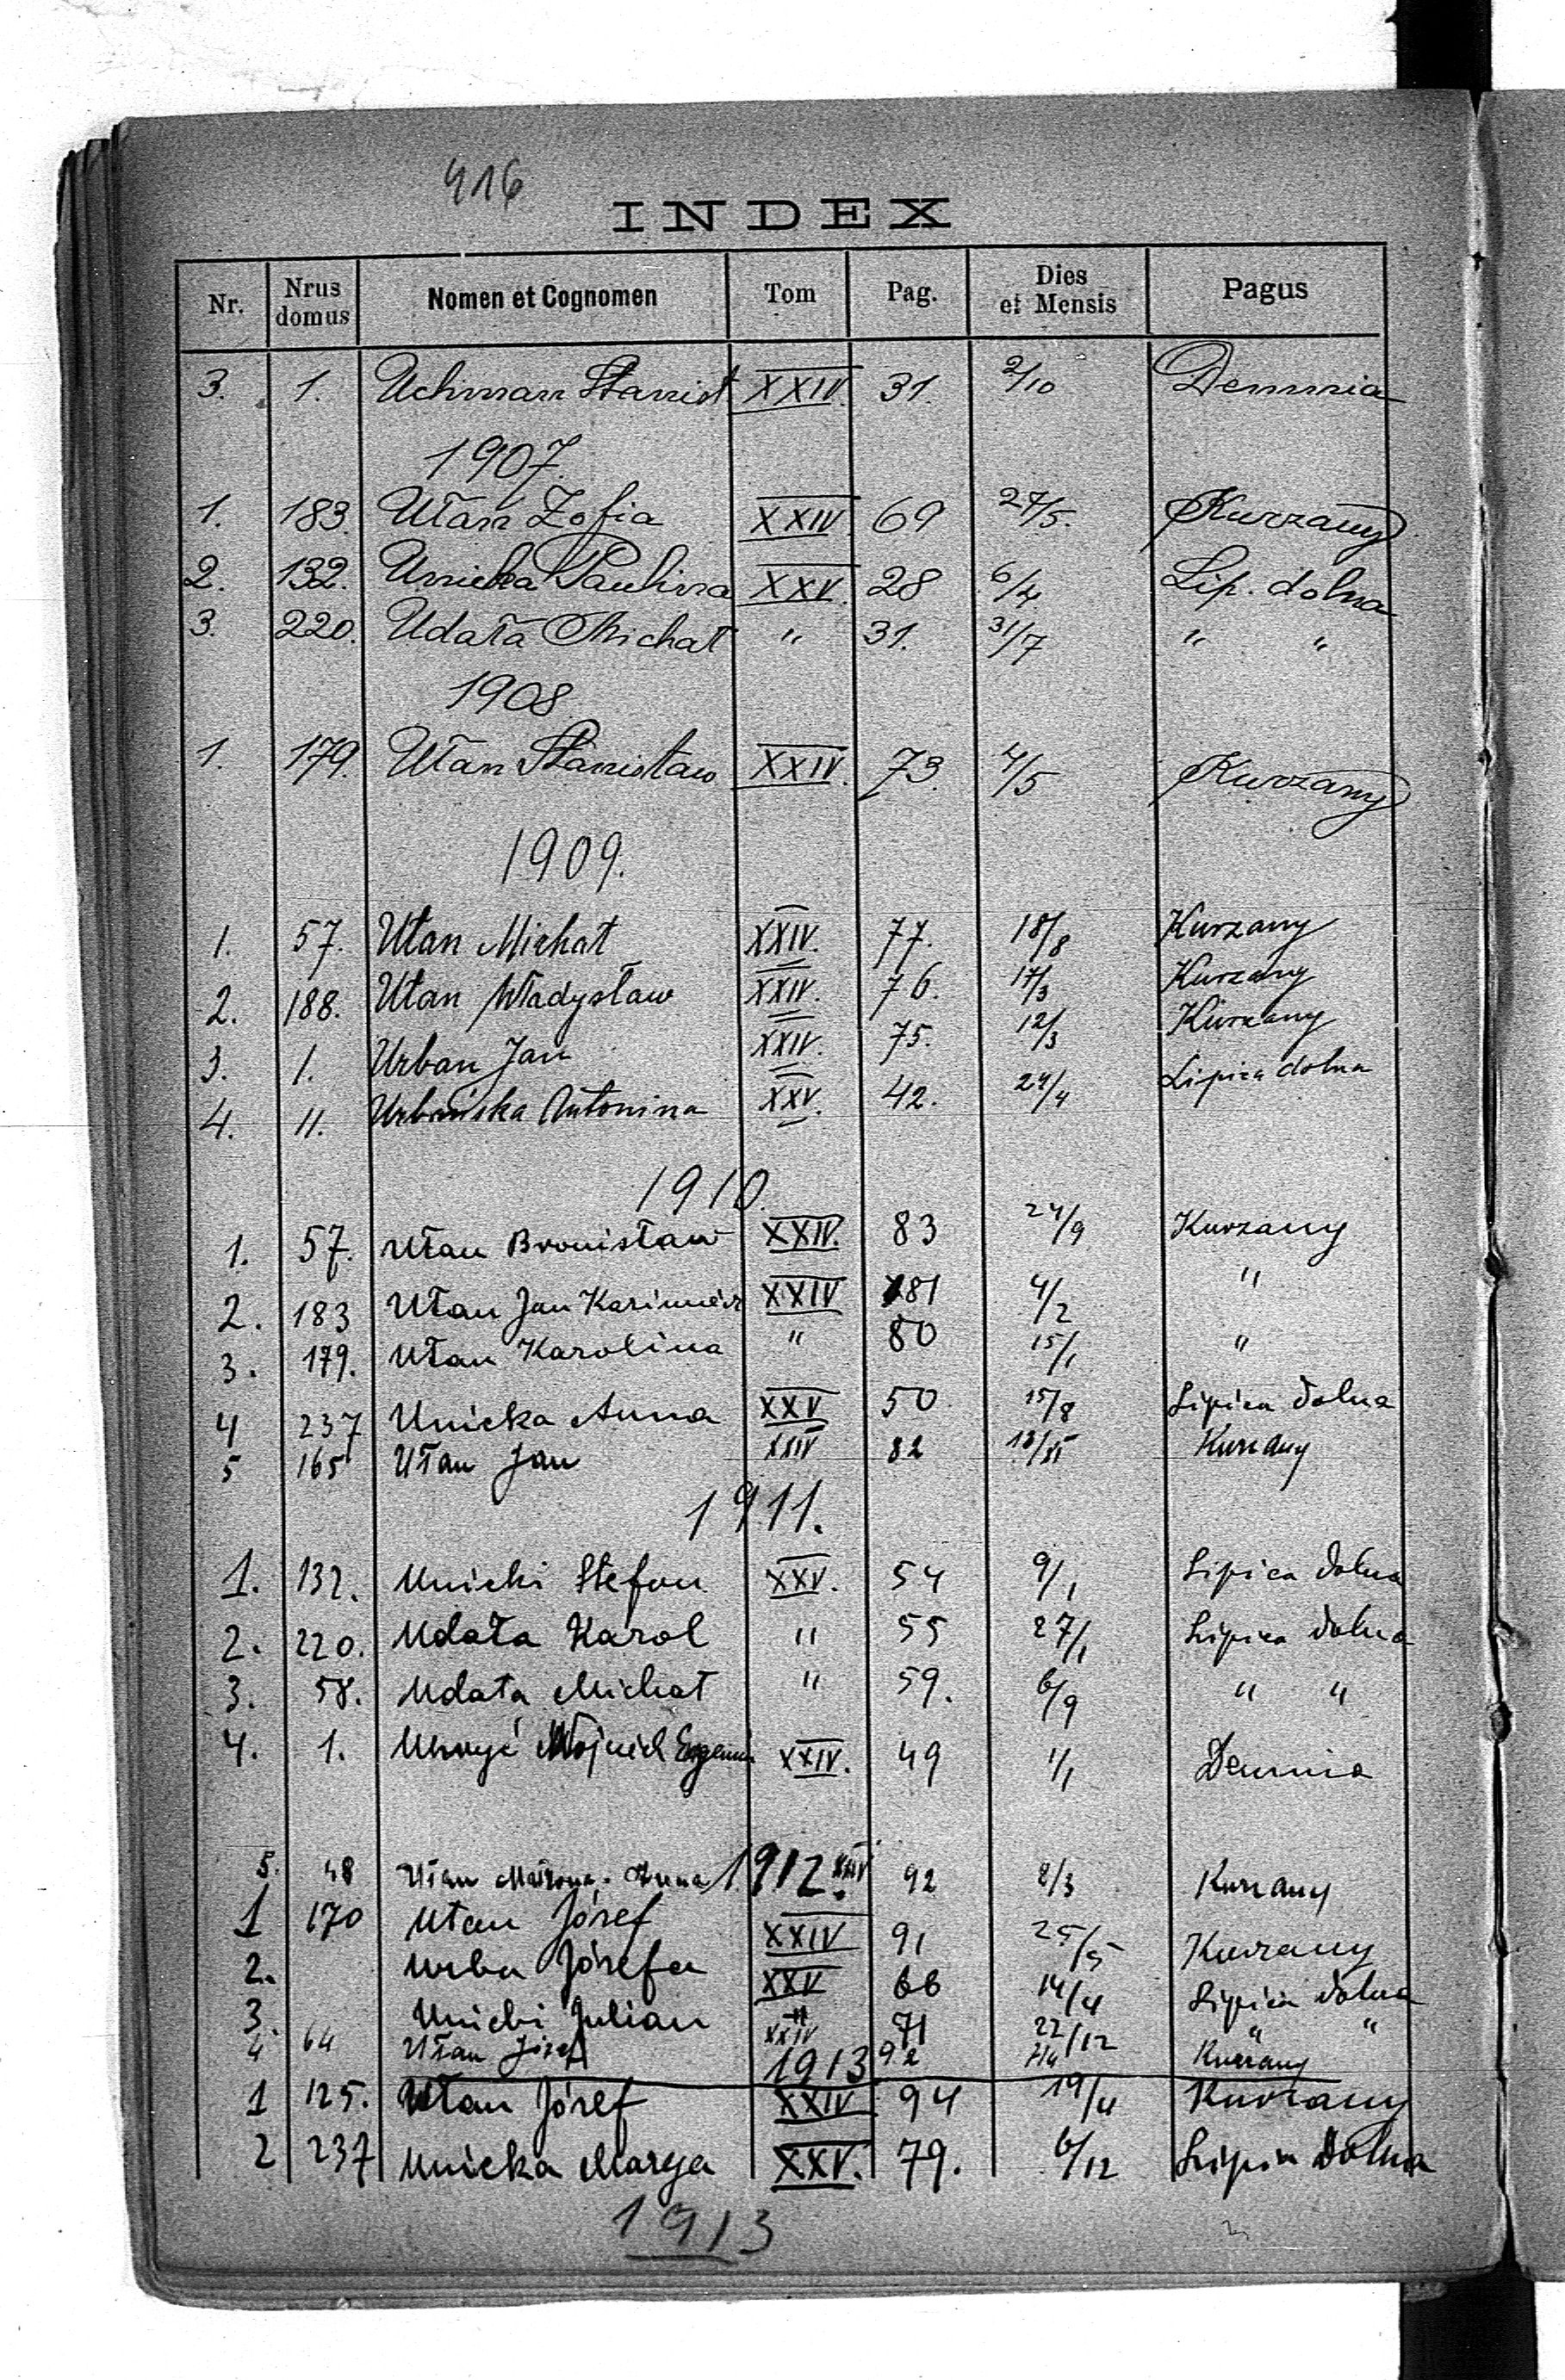 416
INDEX
Nr. Nrus domus Nomen et Cognomen Tom Pag. Dies et Mensis Pagus
3. 1. Uchman Stanisł XXIV. 31. 2/10 Demnia
1907.
1. 183. Ułan Zofia XXIV 69 27/5. Kurzany
2. 132. Unicka Paulina XXV. 28 6/4. Lip. dolna
3. 220. Udała Michał " 31. 31/7 " "
1908
1. 179. Ułan Stanisław XXIV. 73. 4/5 Kurzany
1909.
1. 57. Ułan Michał XXIV. 77. 18/8 Kurzany
2. 188. Ułan Władysław XXIV. 76. 17/3 Kurzany
3. 1. Urban Jan XXIV. 75. 12/3 Kurzany
4. 11. Urbańska Antonina XXV. 42. 24/4 Lipica dolna
1910.
1. 57. Ułan Bronisław XXIV. 83 24/9 Kurzany
2. 183 Ułan Jan Kazimierz XXIV 81 4/2 "
3. 179. Ułan Karolina " 80 15/1 "
4 237 Unicka Anna XXV 50 15/8 Lipica dolna
5 165 Ułan Jan XXIV 82 Kurzany
1911.
1. 132. Unicki Stefan XXV. 54 9/1 Lipica dolna
2. 220. Udała Karol " 55 27/1 Lipica dolna
3. 58. Udała Michał " 59. 6/9 " "
4. 1. XXIV. 49 1/1 Demnia
5. 48 Ułan Anna XXIV 92 2/3 Kurzany
1912.
1 170 Ułan Józef XXIV 91 25/5 Kurzany
2. Urba Józefa XXV 66 14/4 Lipica dolna
3. Unicki Julian " 71 22/12 " "
4 64 Ułan Józef XXIV 92 Kurzany
1913
1 125. Ułan Józef XXIV 94 19/4 Kurzany
2 237 Unicka Marya XXV. 79. 6/12 Lipica dolna
1913